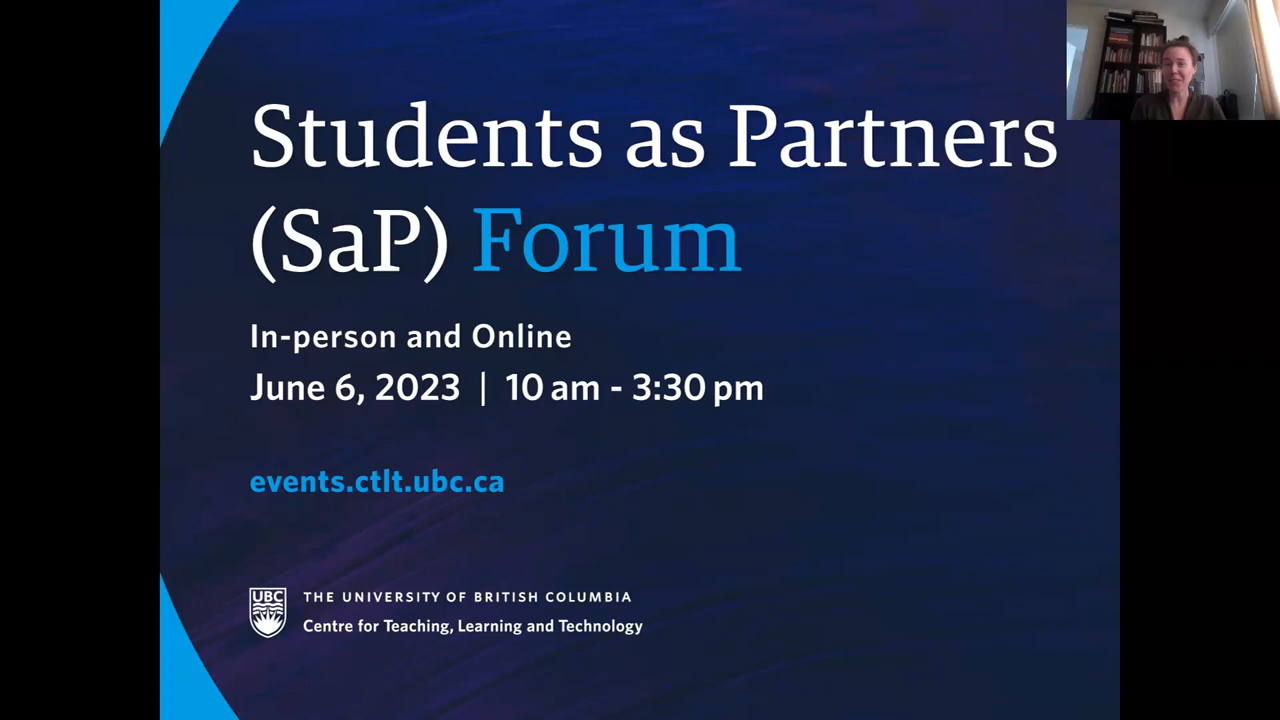 Students as Partners
(SaP) Forum
In-person and Online
June 6, 2023 | 10 am - 3:30 pm
events.ctlt.ubc.ca
UBC
THE UNIVERSITY OF BRITISH COLUMBIA
Centre for Teaching, Learning and Technology